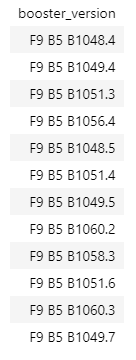 booster_version
F9 B5 B1048.4
F9 B5 B1049.4
F9 B5 B1051.3
F9 B5 B1056.4
F9 B5 B1048.5
F9 B5 B1051.4
F9 B5 B1049.5
F9 B5 B1060.2
F9 B5 B1058.3
F9 B5 B1051.6
F9 B5 B1060.3
F9 B5 B1049.7